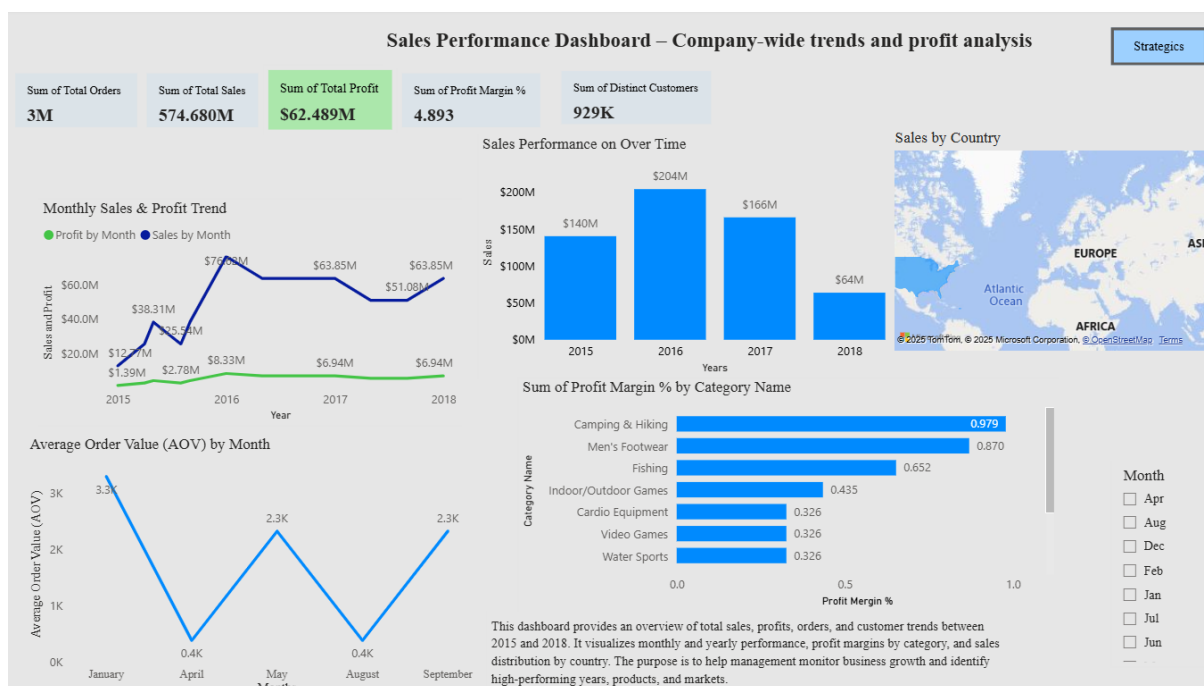 Sales Performance Dashboard – Company-wide trends and profit analysis
Strategics
Sum of Total Orders
3M
Sum of Total Sales
574.680M
Sum of Total Profit
$62.489M
Sum of Profit Margin %
4.893
Sum of Distinct Customers
929K
Monthly Sales & Profit Trend
Profit by Month
Sales by Month
Sales and Profit
$60.0M
$40.0M
$20.0M
$12.77M
$38.31M
$25.54M
$63.85M
$51.08M
$63.85M
$1.39M
$2.78M
$8.33M
$6.94M
$6.94M
2015
2016
2017
2018
Year
Sales Performance on Over Time
Sales
$200M
$150M
$100M
$50M
$0M
$140M
$204M
$166M
$64M
2015
2016
2017
2018
Years
Sales by Country
EUROPE
Atlantic
Ocean
AFRICA
© 2025 TomTom, © 2025 Microsoft Corporation, © OpenStreetMap Terms
Average Order Value (AOV) by Month
Average Order Value (AOV)
3K
2K
1K
0K
3.3K
0.4K
2.3K
0.4K
2.3K
January
April
May
August
September
Sum of Profit Margin % by Category Name
Category Name
Camping & Hiking
0.979
Men's Footwear
0.870
Fishing
0.652
Indoor/Outdoor Games
0.435
Cardio Equipment
0.326
Video Games
0.326
Water Sports
0.326
0.0
0.5
1.0
Profit Mergin %
Month
Apr
Aug
Dec
Feb
Jan
Jul
Jun
This dashboard provides an overview of total sales, profits, orders, and customer trends between
2015 and 2018. It visualizes monthly and yearly performance, profit margins by category, and sales
distribution by country. The purpose is to help management monitor business growth and identify
high-performing years, products, and markets.